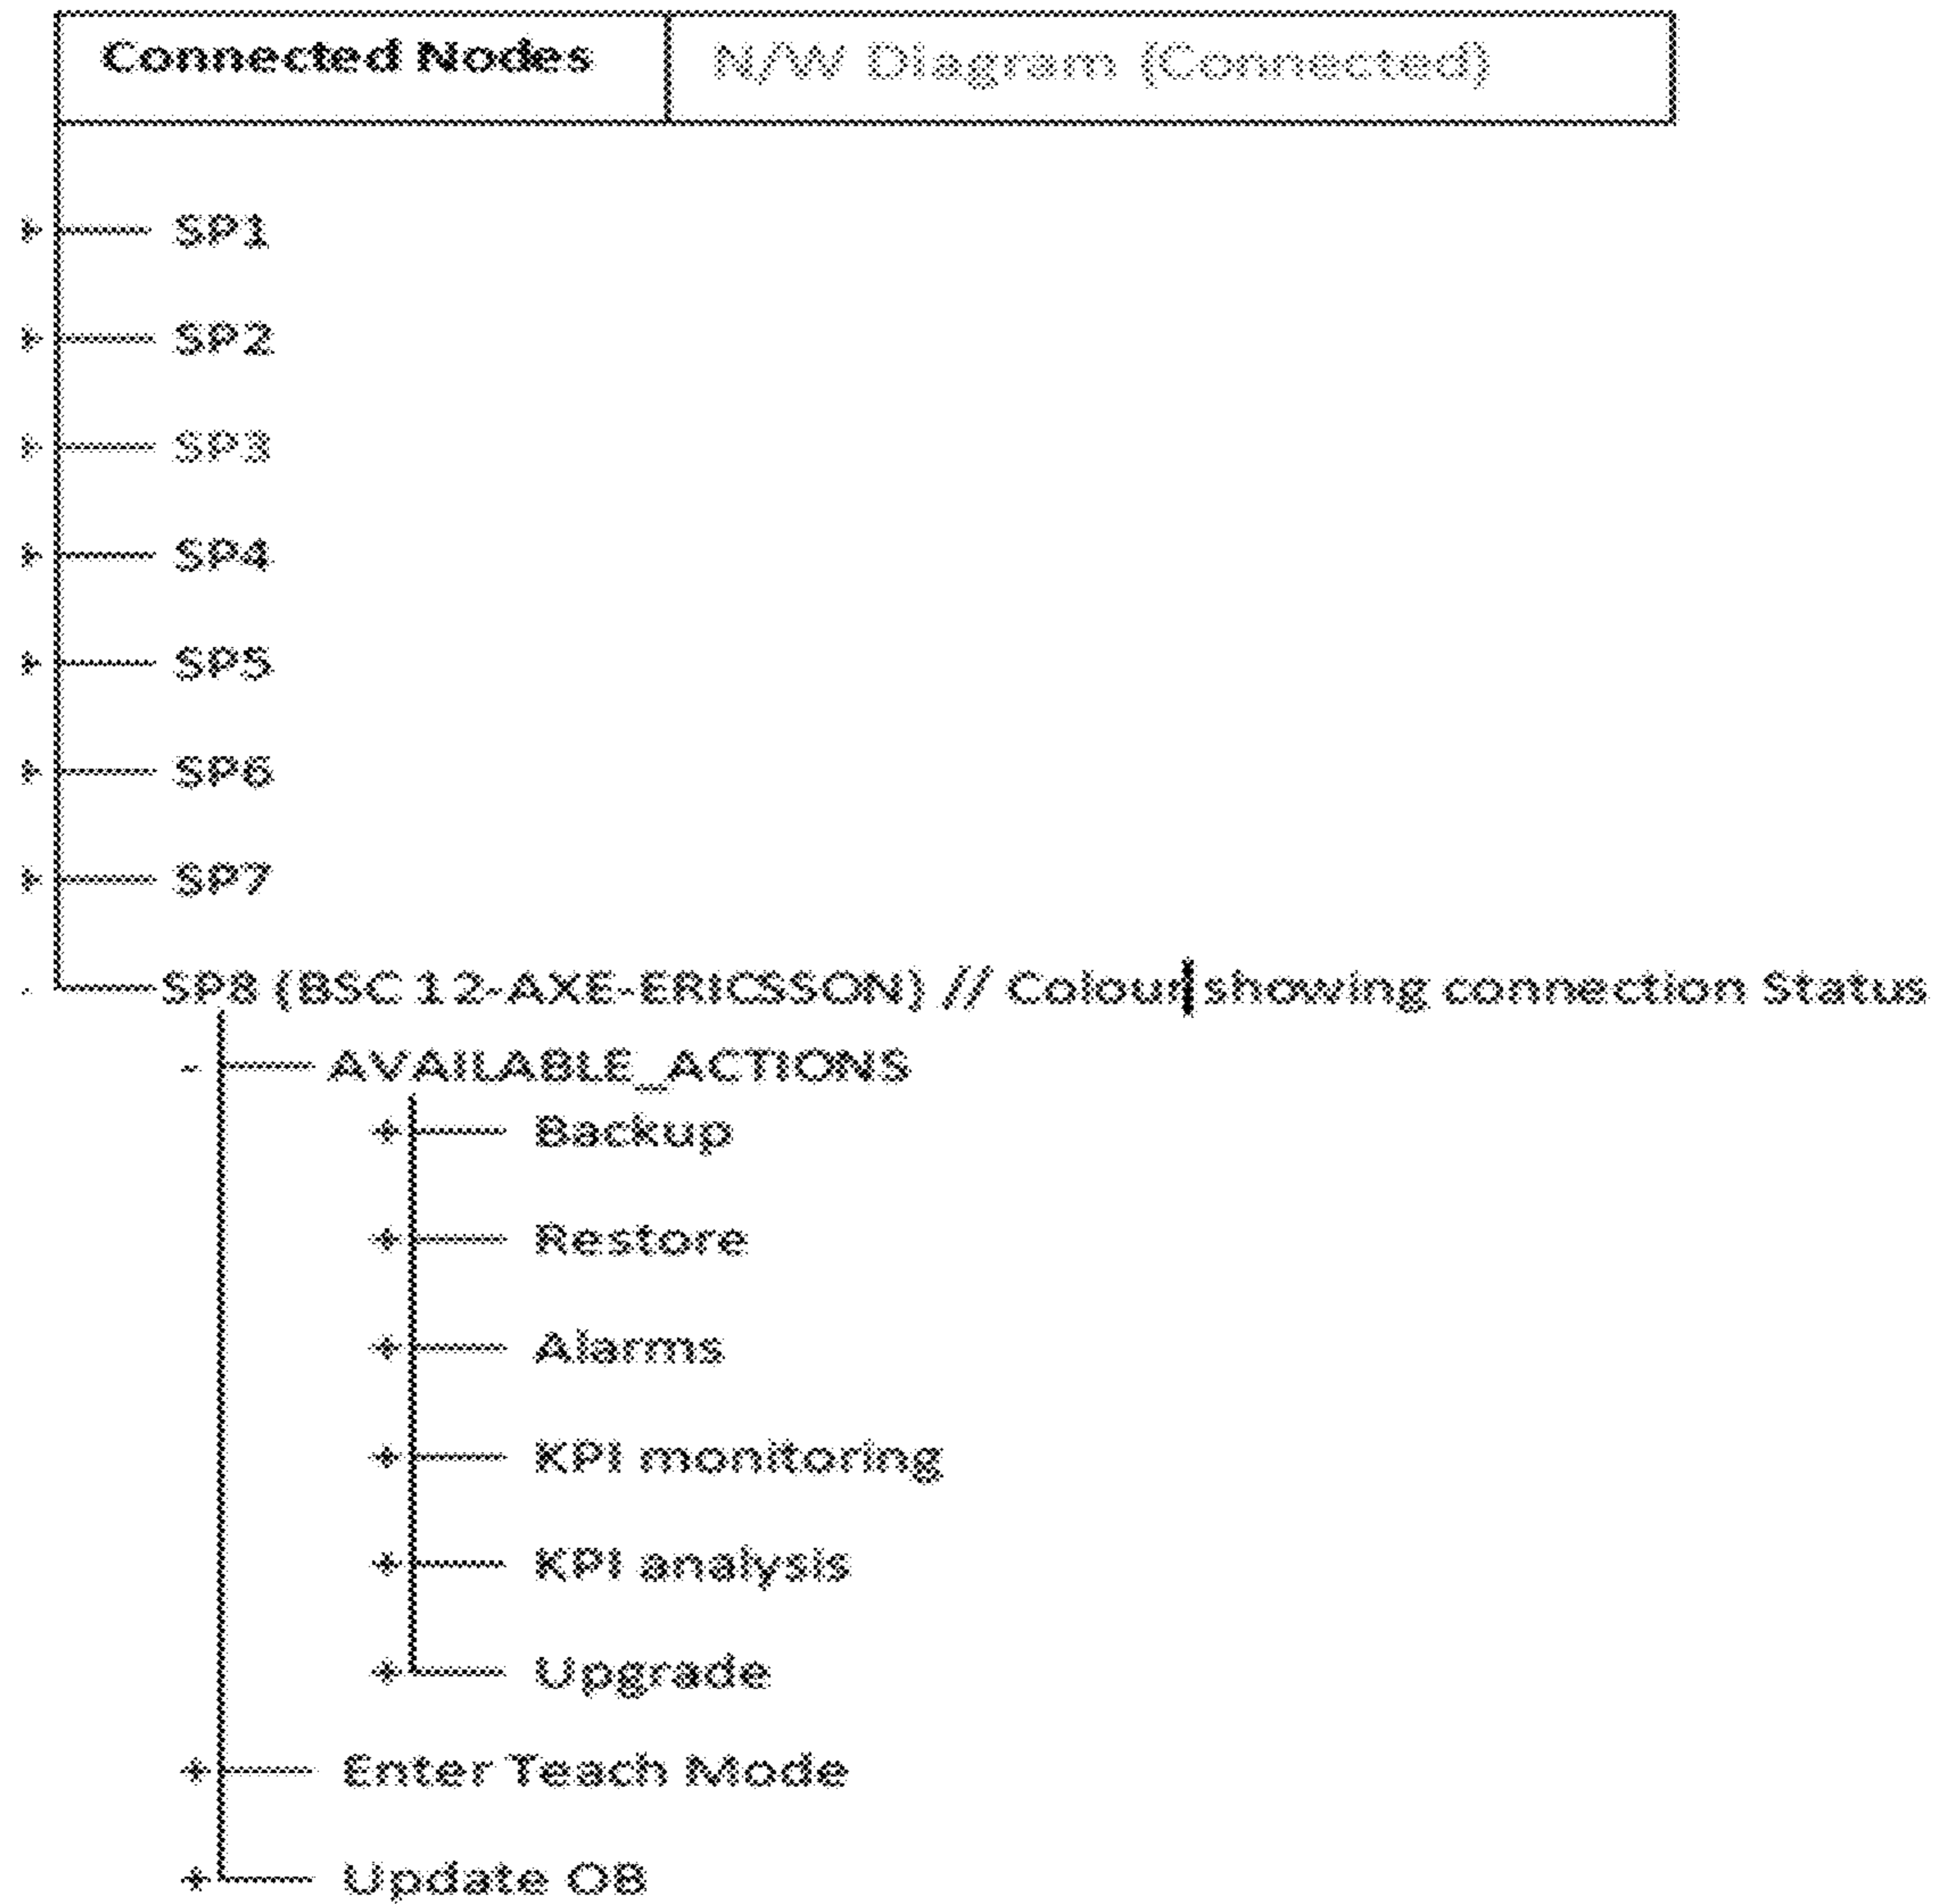 Connected Nodes N/W Diagram (Connected)
+ SP1
+ SP2
+ SP3
+ SP4
+ SP5
+ SP6
+ SP7
- SP8 (BSC 12-AXE-ERICSSON) // Colour showing connection Status
- AVAILABLE_ACTIONS
+ Backup
+ Restore
+ Alarms
+ KPI monitoring
+ KPI analysis
+ Upgrade
+ Enter Teach Mode
+ Update OB